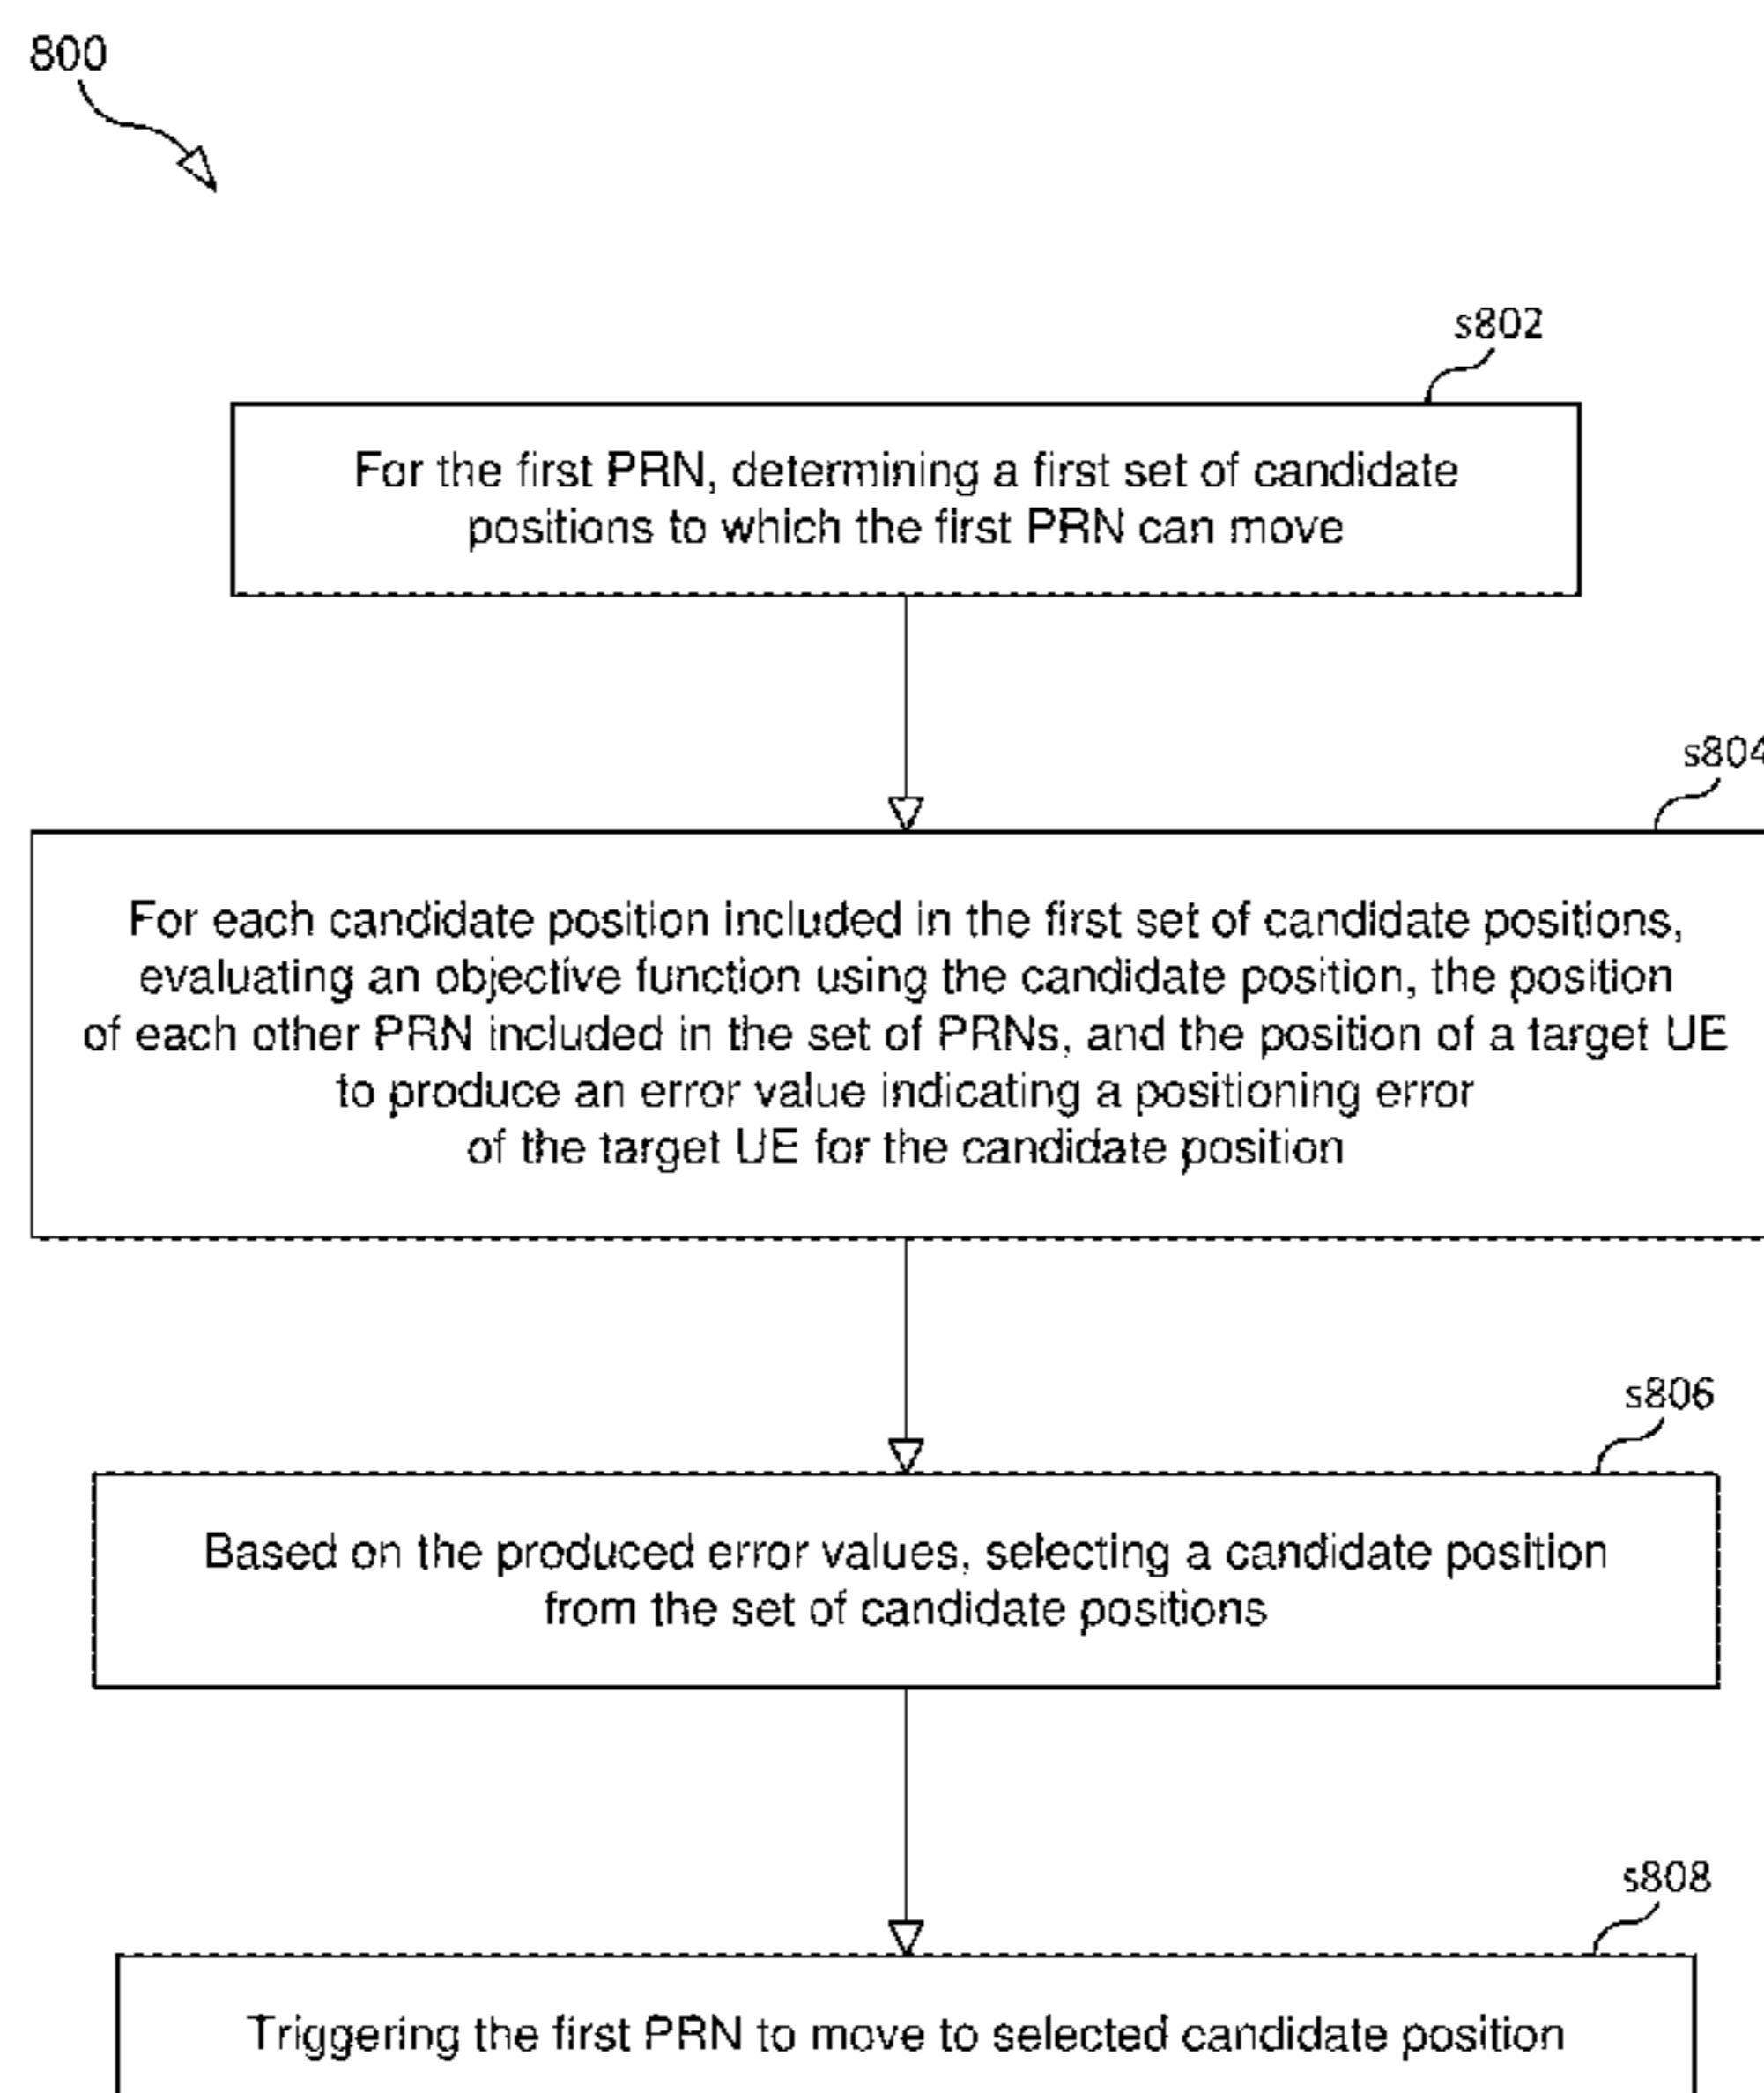 800
s802
For the first PRN, determining a first set of candidate
positions to which the first PRN can move
s804
For each candidate position included in the first set of candidate positions,
evaluating an objective function using the candidate position, the position
of each other PRN included in the set of PRNs, and the position of a target UE
to produce an error value indicating a positioning error
of the target UE for the candidate position
s806
Based on the produced error values, selecting a candidate position
from the set of candidate positions
s808
Triggering the first PRN to move to selected candidate position